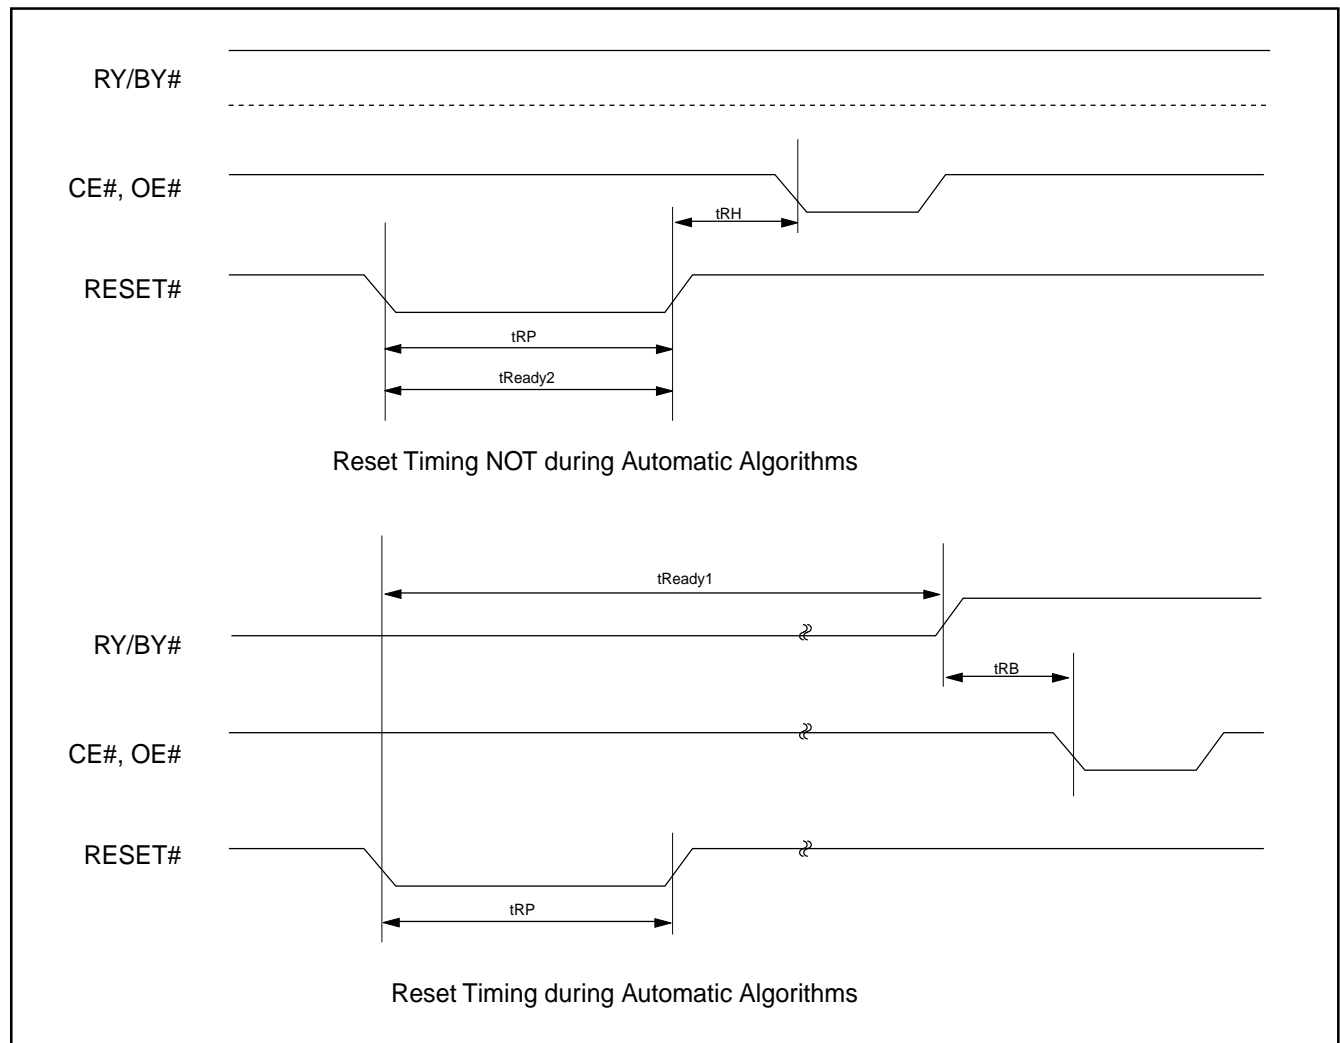 RY/BY#
CE#, OE#
tRH
RESET#
tRP
tReady2
Reset Timing NOT during Automatic Algorithms
tReady1
RY/BY#
tRB
CE#, OE#
RESET#
tRP
Reset Timing during Automatic Algorithms